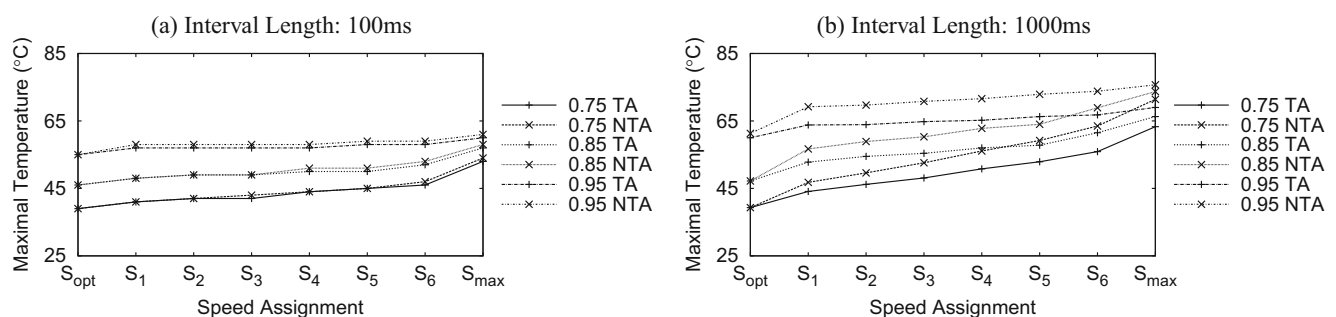 (a) Interval Length: 100ms
Maximal Temperature (°C)
85
65
45
25
S_opt S_1 S_2 S_3 S_4 S_5 S_6 S_max
Speed Assignment
0.75 TA
0.75 NTA
0.85 TA
0.85 NTA
0.95 TA
0.95 NTA
(b) Interval Length: 1000ms
Maximal Temperature (°C)
85
65
45
25
S_opt S_1 S_2 S_3 S_4 S_5 S_6 S_max
Speed Assignment
0.75 TA
0.75 NTA
0.85 TA
0.85 NTA
0.95 TA
0.95 NTA